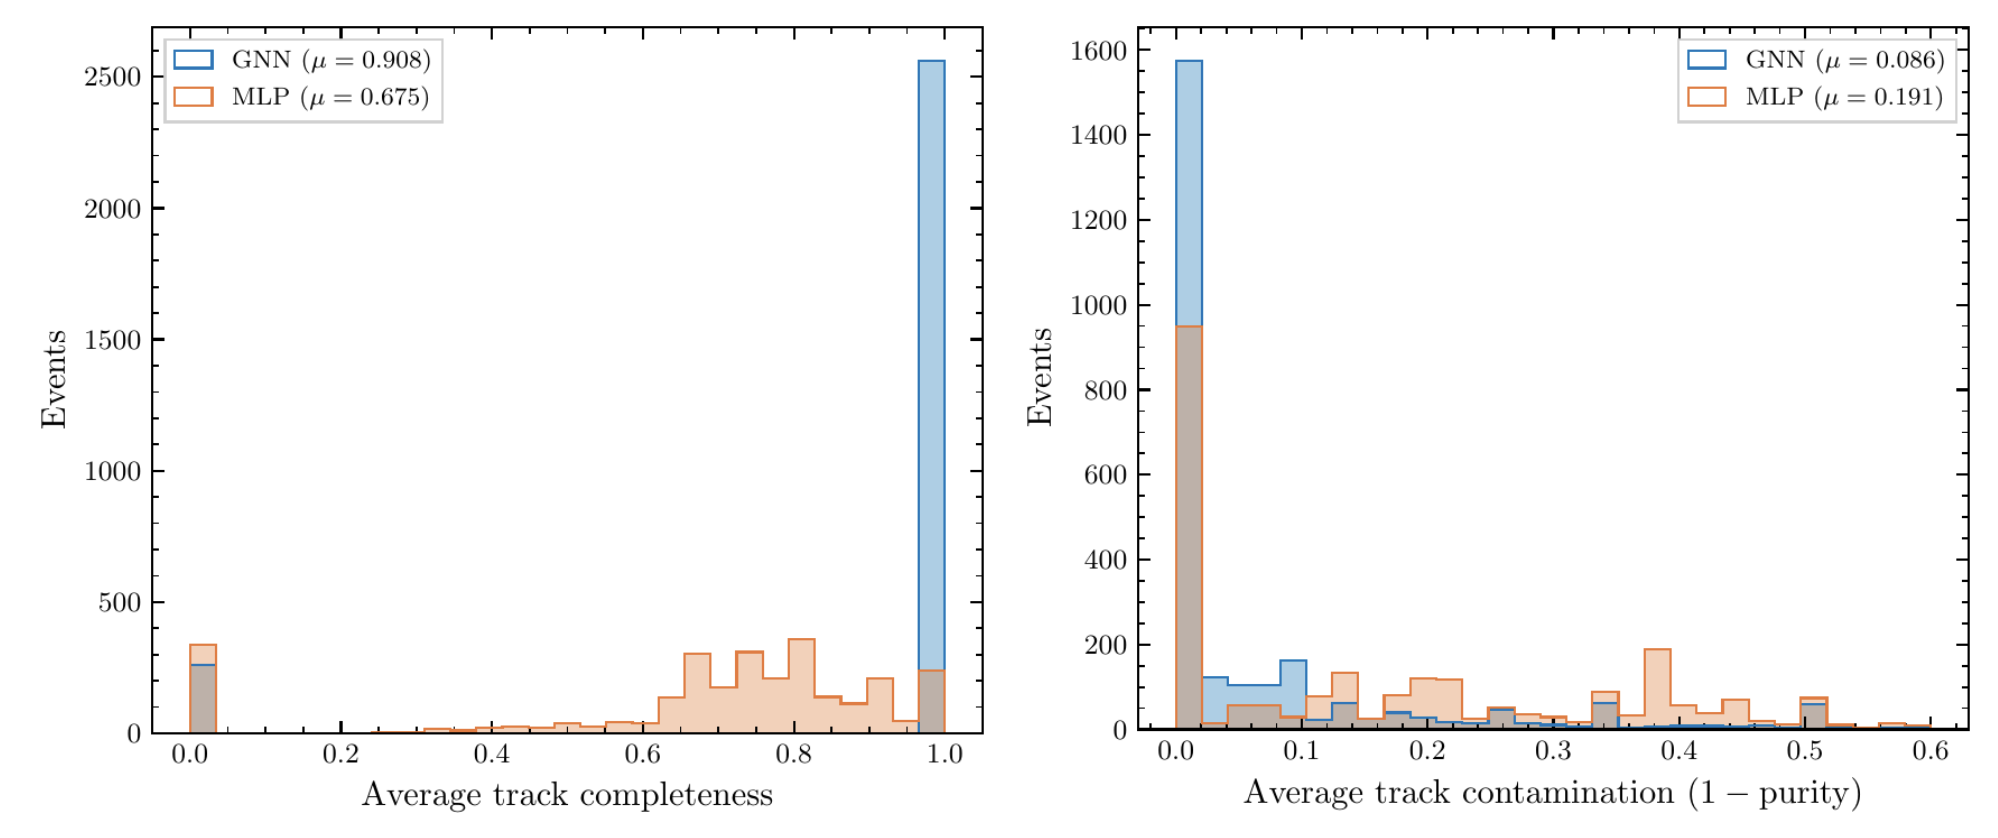 GNN (μ = 0.908)
MLP (μ = 0.675)
2500
2000
1500
1000
500
0
Events
0.0 0.2 0.4 0.6 0.8 1.0
Average track completeness
GNN (μ = 0.086)
MLP (μ = 0.191)
1600
1400
1200
1000
800
600
400
200
0
Events
0.0 0.1 0.2 0.3 0.4 0.5 0.6
Average track contamination (1 − purity)